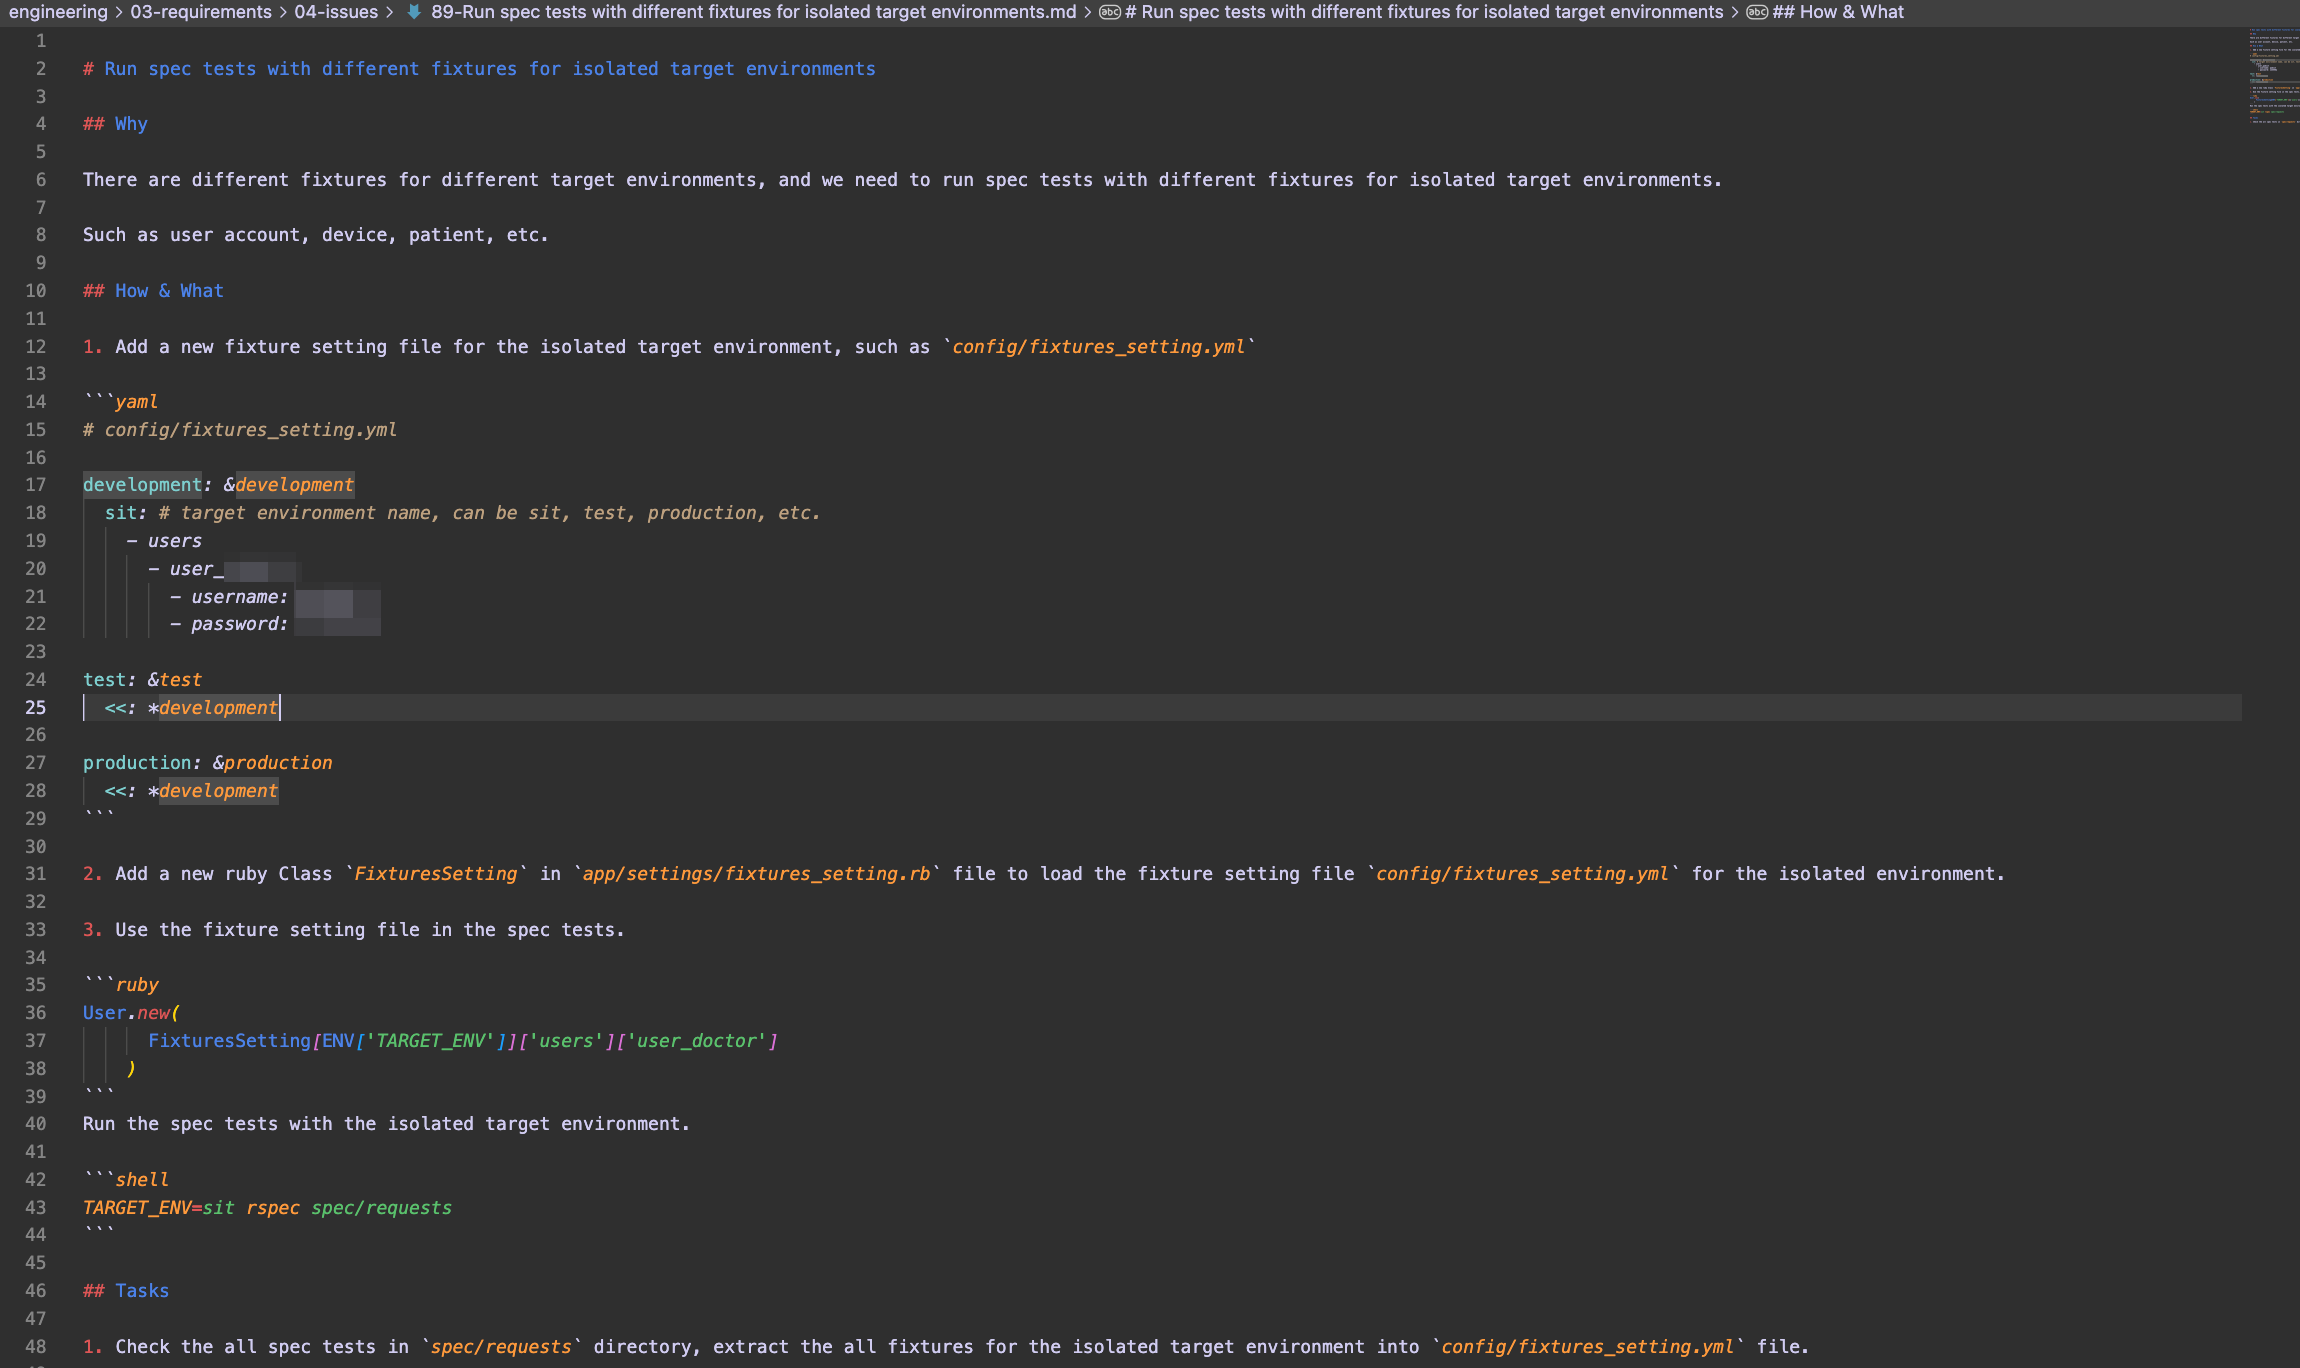 engineering > 03-requirements > 04-issues > 89-Run spec tests with different fixtures for isolated target environments.md > abc # Run spec tests with different fixtures for isolated target environments > abc ## How & What
1
2 # Run spec tests with different fixtures for isolated target environments
3
4 ## Why
5
6 There are different fixtures for different target environments, and we need to run spec tests with different fixtures for isolated target environments.
7
8 Such as user account, device, patient, etc.
9
10 ## How & What
11
12 1. Add a new fixture setting file for the isolated target environment, such as `config/fixtures_setting.yml`
13
14 ```yaml
15 # config/fixtures_setting.yml
16
17 development: &development
18   sit: # target environment name, can be sit, test, production, etc.
19     - users
20       - user_
21         - username:
22         - password:
23
24 test: &test
25   <<: *development
26
27 production: &production
28   <<: *development
29 ```
30
31 2. Add a new ruby Class `FixturesSetting` in `app/settings/fixtures_setting.rb` file to load the fixture setting file `config/fixtures_setting.yml` for the isolated environment.
32
33 3. Use the fixture setting file in the spec tests.
34
35 ```ruby
36 User.new(
37       FixturesSetting[ENV['TARGET_ENV']]['users']['user_doctor']
38     )
39 ```
40 Run the spec tests with the isolated target environment.
41
42 ```shell
43 TARGET_ENV=sit rspec spec/requests
44 ```
45
46 ## Tasks
47
48 1. Check the all spec tests in `spec/requests` directory, extract the all fixtures for the isolated target environment into `config/fixtures_setting.yml` file.